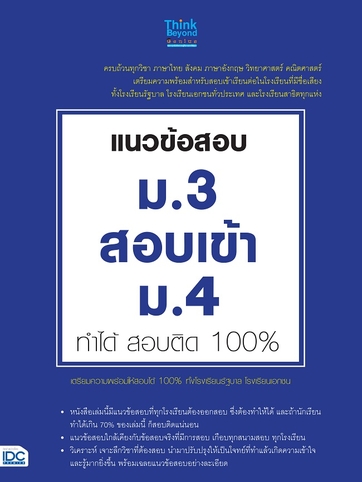 Think
Beyond
ครบถ้วนทุกวิชา ภาษาไทย สังคม ภาษาอังกฤษ วิทยาศาสตร์ คณิตศาสตร์
เตรียมความพร้อมสำหรับสอบเข้าเรียนต่อในโรงเรียนที่มีชื่อเสียง
ทั้งโรงเรียนรัฐบาล โรงเรียนเอกชนทั่วประเทศ และโรงเรียนสาธิตทุกแห่ง
แนวข้อสอบ
ม.3
สอบเข้า
ม.4
ทำได้ สอบติด 100%
เตรียมความพร้อมให้สอบได้ 100% ทั้งโรงเรียนรัฐบาล โรงเรียนเอกชน
• หนังสือเล่มนี้มีแนวข้อสอบที่ทุกโรงเรียนต้องออกสอบ ซึ่งต้องทำให้ได้ และถ้านักเรียน
ทำได้เกิน 70% ของเล่มนี้ ก็สอบติดแน่นอน
• แนวข้อสอบใกล้เคียงกับข้อสอบจริงที่มีการสอบ เกือบทุกสนามสอบ ทุกโรงเรียน
• วิเคราะห์ เจาะลึกวิชาที่ต้องสอบ นำมาปรับปรุงให้เป็นโจทย์ที่ทำแล้วเกิดความเข้าใจ
และรู้มากยิ่งขึ้น พร้อมเฉลยแนวข้อสอบอย่างละเอียด
IDC
PREMIER